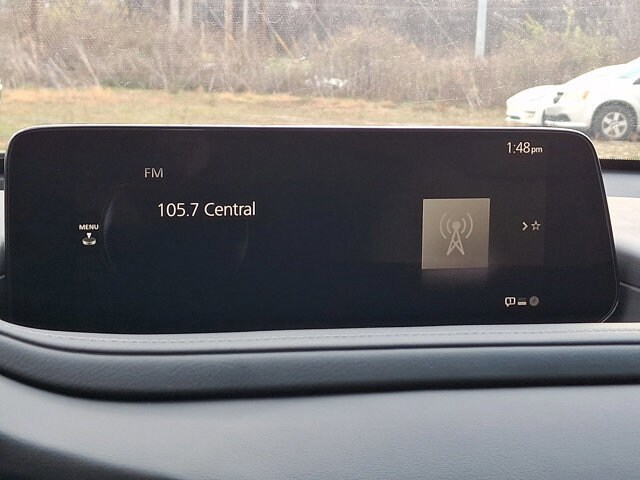 1:48pm
FM
105.7 Central
MENU